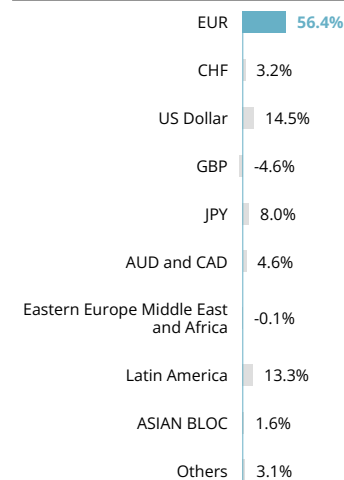 EUR 56.4%
CHF 3.2%
US Dollar 14.5%
GBP -4.6%
JPY 8.0%
AUD and CAD 4.6%
Eastern Europe Middle East
and Africa -0.1%
Latin America 13.3%
ASIAN BLOC 1.6%
Others 3.1%